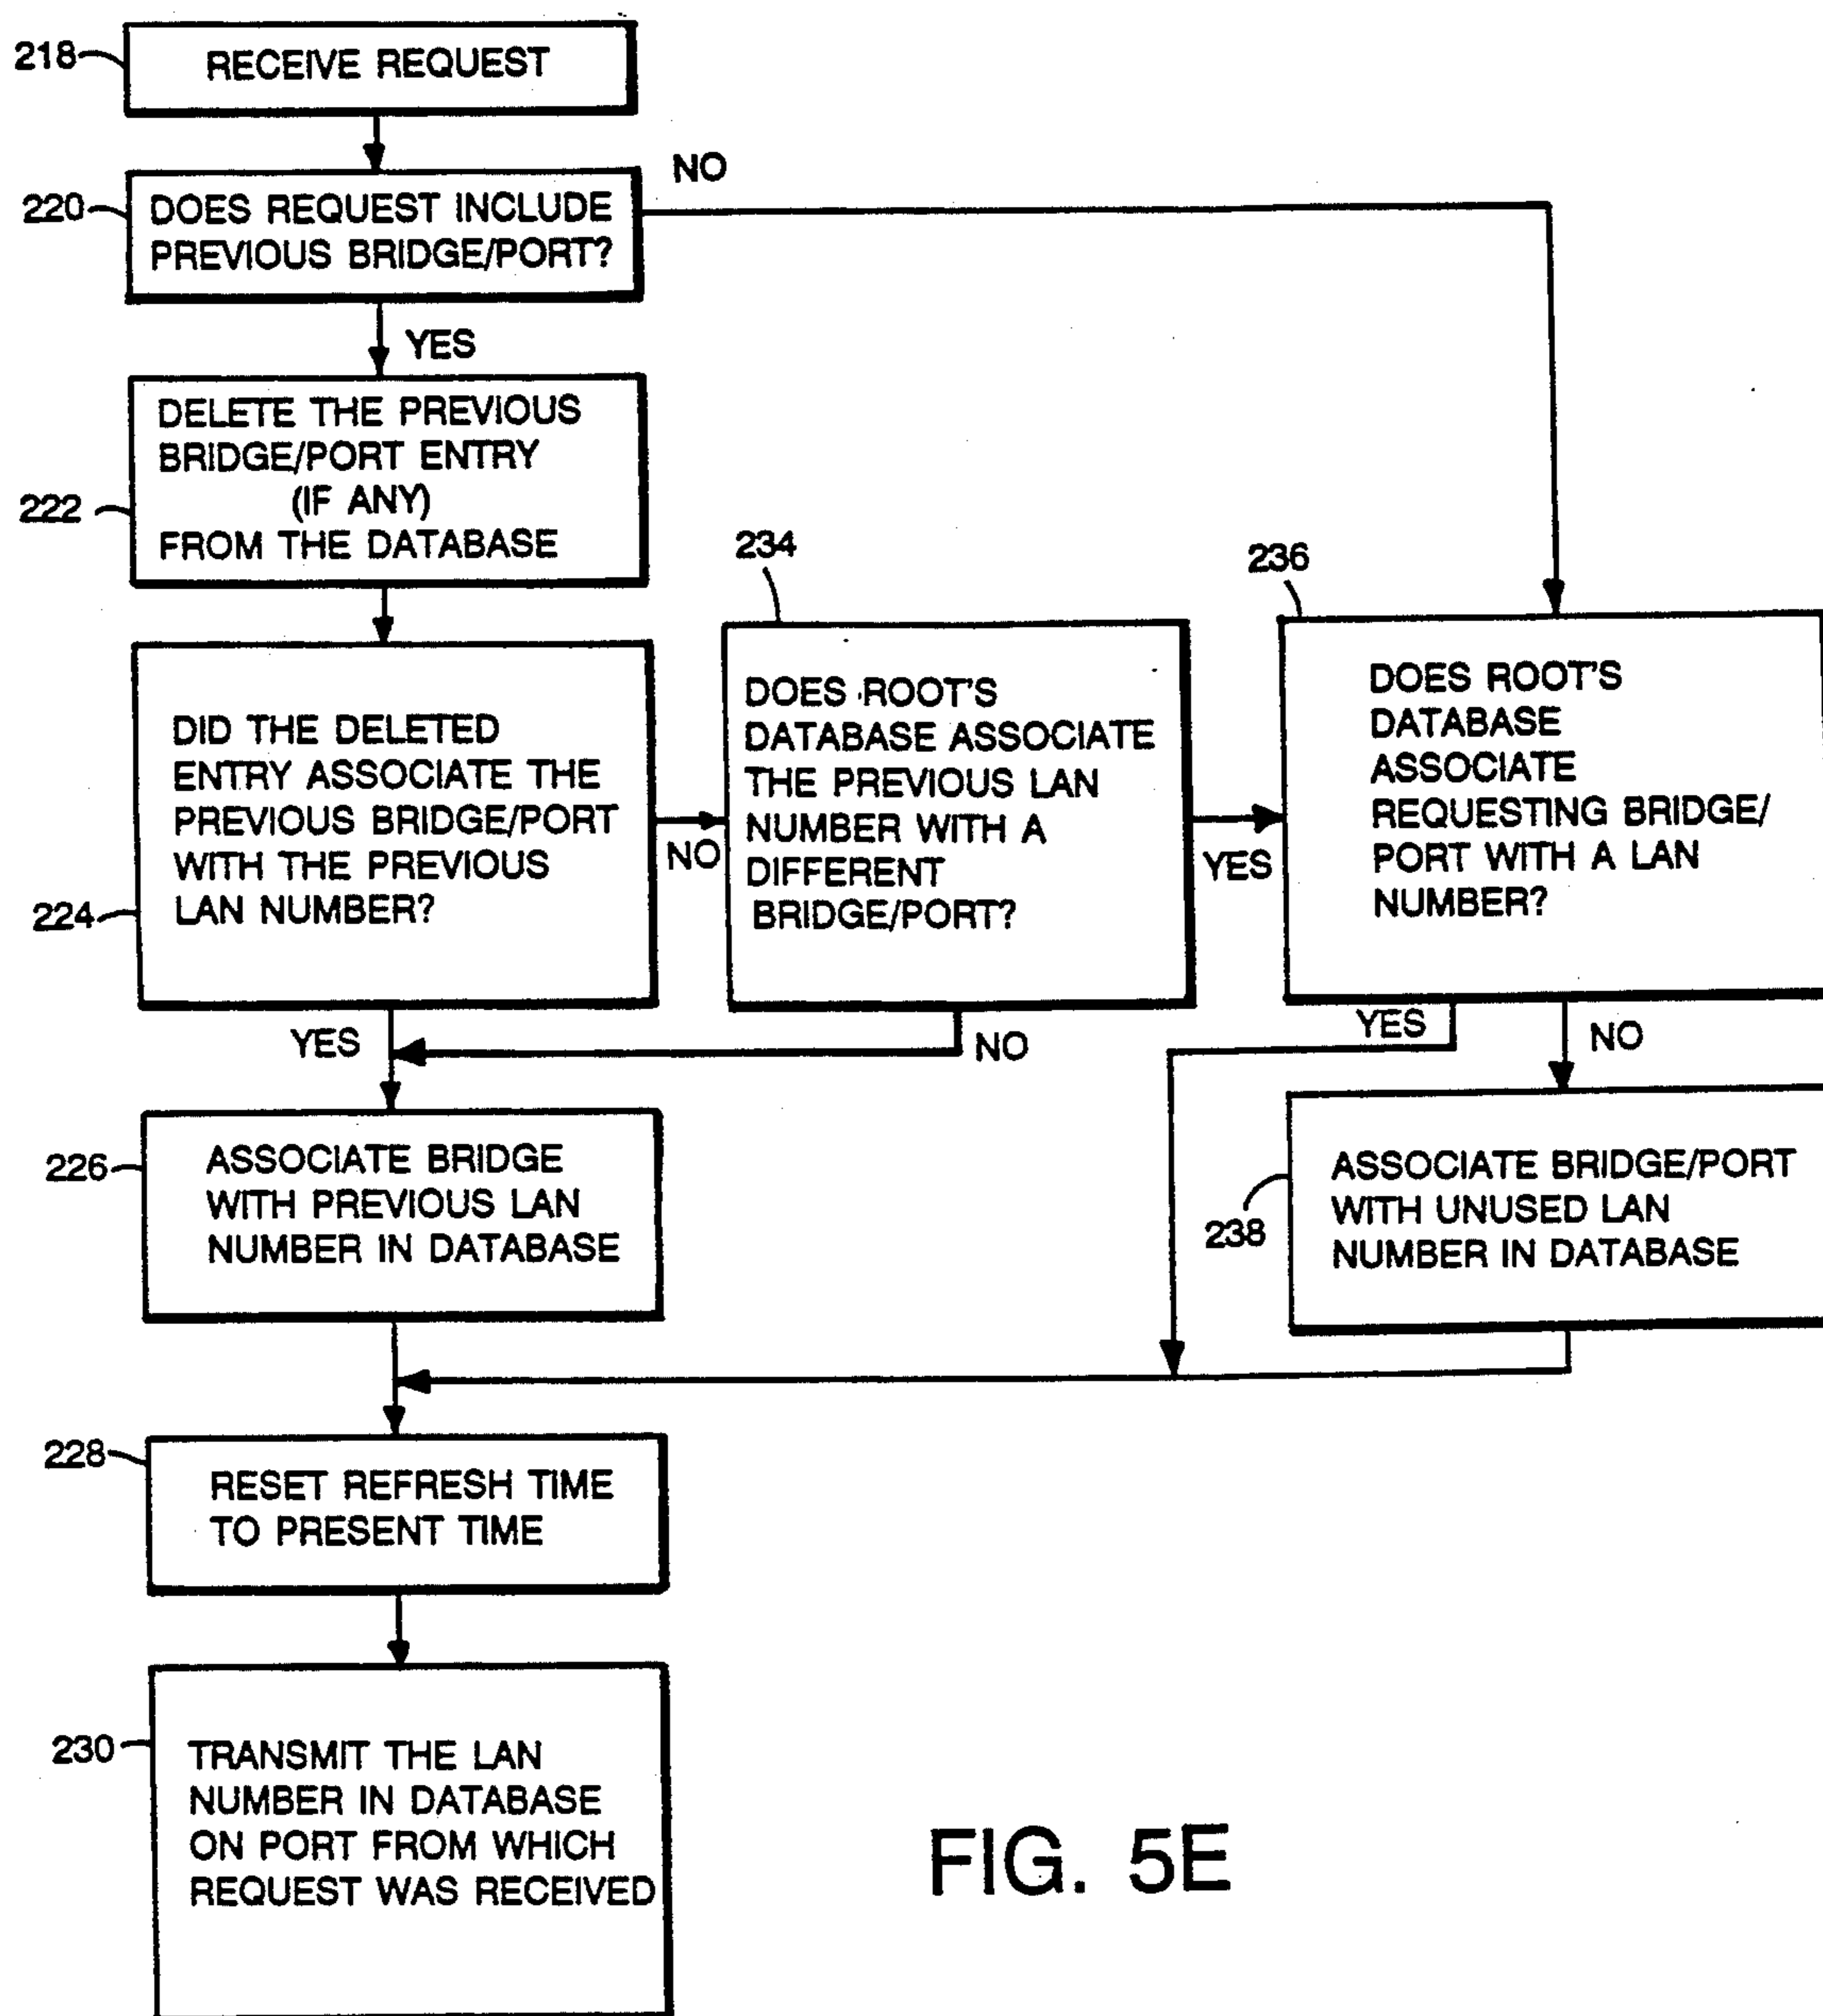 218
RECEIVE REQUEST
NO
220
DOES REQUEST INCLUDE
PREVIOUS BRIDGE/PORT?
YES
222
DELETE THE PREVIOUS
BRIDGE/PORT ENTRY
(IF ANY)
FROM THE DATABASE
224
DID THE DELETED
ENTRY ASSOCIATE THE
PREVIOUS BRIDGE/PORT
WITH THE PREVIOUS
LAN NUMBER?
NO
234
DOES ROOT'S
DATABASE ASSOCIATE
THE PREVIOUS LAN
NUMBER WITH A
DIFFERENT
BRIDGE/PORT?
YES
236
DOES ROOT'S
DATABASE
ASSOCIATE
REQUESTING BRIDGE/
PORT WITH A LAN
NUMBER?
YES
NO
YES
NO
226
ASSOCIATE BRIDGE
WITH PREVIOUS LAN
NUMBER IN DATABASE
238
ASSOCIATE BRIDGE/PORT
WITH UNUSED LAN
NUMBER IN DATABASE
228
RESET REFRESH TIME
TO PRESENT TIME
230
TRANSMIT THE LAN
NUMBER IN DATABASE
ON PORT FROM WHICH
REQUEST WAS RECEIVED
FIG. 5E